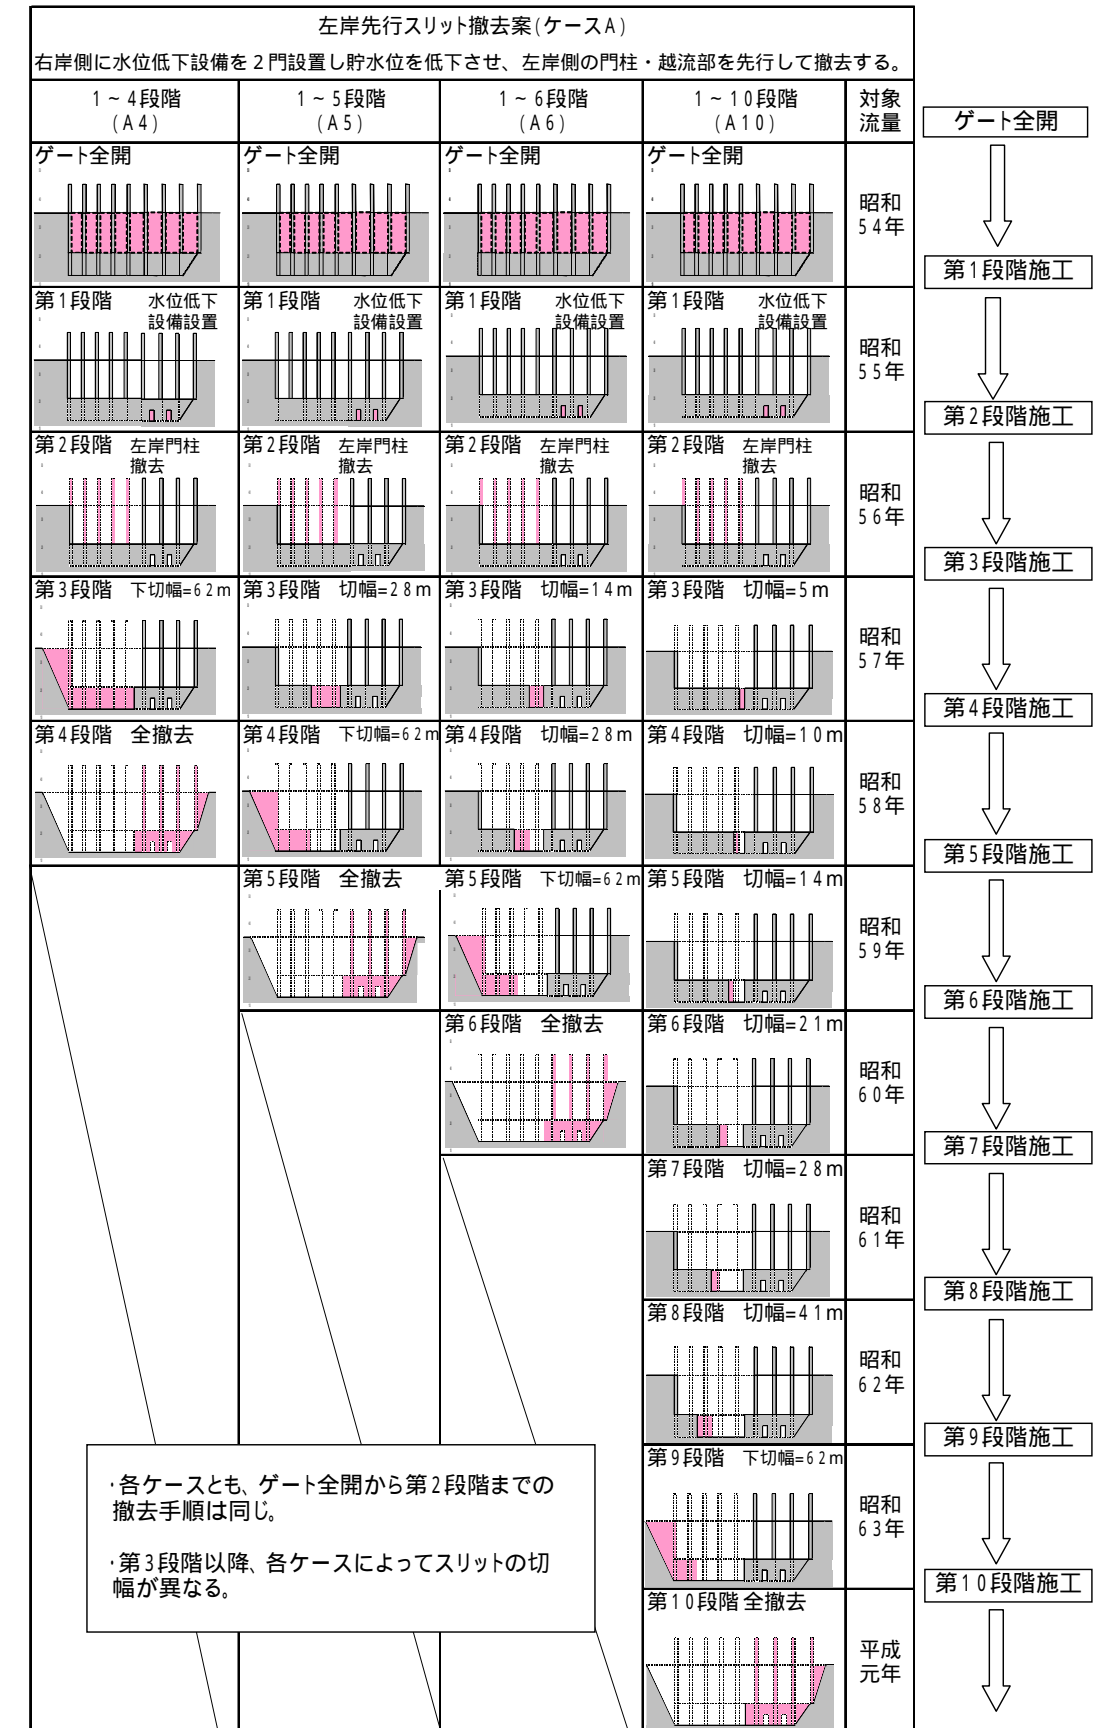 左岸先行スリット撤去案(ケースA)
右岸側に水位低下設備を2門設置し貯水位を低下させ、左岸側の門柱・越流部を先行して撤去する。
1~4段階
(A4)
1~5段階
(A5)
1~6段階
(A6)
1~10段階
(A10)
対象
流量
ゲート全開
ゲート全開
ゲート全開
ゲート全開
昭和
54年
第1段階 水位低下
設備設置
第1段階 水位低下
設備設置
第1段階 水位低下
設備設置
第1段階 水位低下
設備設置
昭和
55年
第2段階 左岸門柱
撤去
第2段階 左岸門柱
撤去
第2段階 左岸門柱
撤去
第2段階 左岸門柱
撤去
昭和
56年
第3段階 下切幅=62m
第3段階 切幅=28m
第3段階 切幅=14m
第3段階 切幅=5m
昭和
57年
第4段階 全撤去
第4段階 下切幅=62m
第4段階 切幅=28m
第4段階 切幅=10m
昭和
58年
第5段階 全撤去
第5段階 下切幅=62m
第5段階 切幅=14m
昭和
59年
第6段階 全撤去
第6段階 切幅=21m
昭和
60年
第7段階 切幅=28m
昭和
61年
第8段階 切幅=41m
昭和
62年
第9段階 下切幅=62m
昭和
63年
第10段階 全撤去
平成
元年
・各ケースとも、ゲート全開から第2段階までの
撤去手順は同じ。
・第3段階以降、各ケースによってスリットの切
幅が異なる。
ゲート全開
第1段階施工
第2段階施工
第3段階施工
第4段階施工
第5段階施工
第6段階施工
第7段階施工
第8段階施工
第9段階施工
第10段階施工